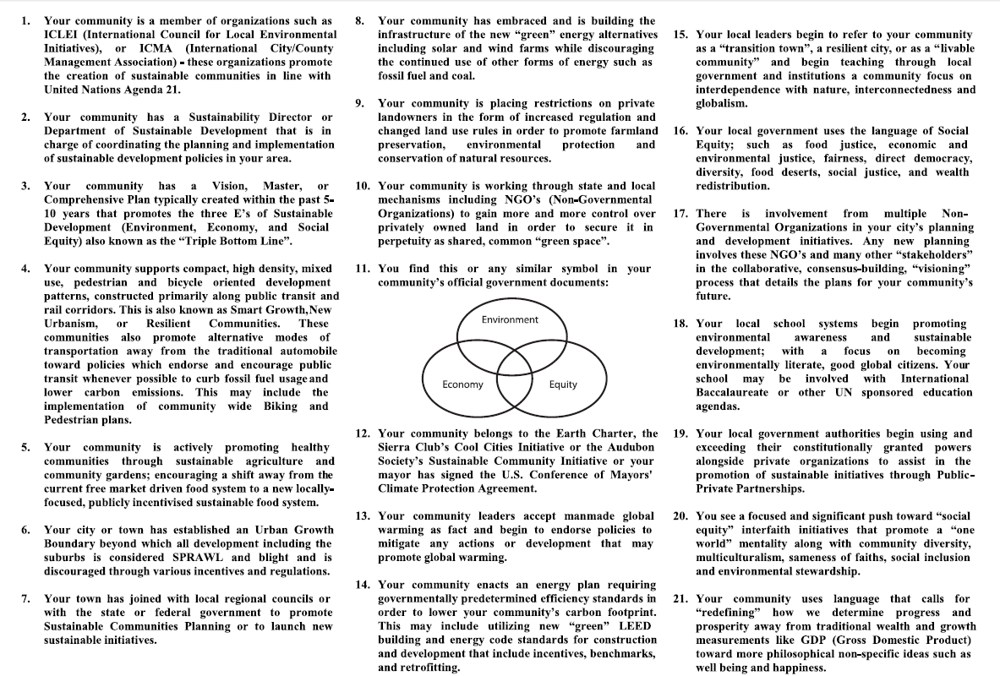 1. Your community is a member of organizations such as
ICLEI (International Council for Local Environmental
Initiatives), or ICMA (International City/County
Management Association) - these organizations promote
the creation of sustainable communities in line with
United Nations Agenda 21.
2. Your community has a Sustainability Director or
Department of Sustainable Development that is in
charge of coordinating the planning and implementation
of sustainable development policies in your area.
3. Your community has a Vision, Master, or
Comprehensive Plan typically created within the past 5-
10 years that promotes the three E's of Sustainable
Development (Environment, Economy, and Social
Equity) also known as the “Triple Bottom Line”.
4. Your community supports compact, high density, mixed
use, pedestrian and bicycle oriented development
patterns, constructed primarily along public transit and
rail corridors. This is also known as Smart Growth,New
Urbanism, or Resilient Communities. These
communities also promote alternative modes of
transportation away from the traditional automobile
toward policies which endorse and encourage public
transit whenever possible to curb fossil fuel usage and
lower carbon emissions. This may include the
implementation of community wide Biking and
Pedestrian plans.
5. Your community is actively promoting healthy
communities through sustainable agriculture and
community gardens; encouraging a shift away from the
current free market driven food system to a new locally-
focused, publicly incentivised sustainable food system.
6. Your city or town has established an Urban Growth
Boundary beyond which all development including the
suburbs is considered SPRAWL and blight and is
discouraged through various incentives and regulations.
7. Your town has joined with local regional councils or
with the state or federal government to promote
Sustainable Communities Planning or to launch new
sustainable initiatives.
8. Your community has embraced and is building the
infrastructure of the new “green” energy alternatives
including solar and wind farms while discouraging
the continued use of other forms of energy such as
fossil fuel and coal.
9. Your community is placing restrictions on private
landowners in the form of increased regulation and
changed land use rules in order to promote farmland
preservation, environmental protection and
conservation of natural resources.
10. Your community is working through state and local
mechanisms including NGO's (Non-Governmental
Organizations) to gain more and more control over
privately owned land in order to secure it in
perpetuity as shared, common “green space”.
11. You find this or any similar symbol in your
community's official government documents:
Environment
Economy Equity
12. Your community belongs to the Earth Charter, the
Sierra Club's Cool Cities Initiative or the Audubon
Society's Sustainable Community Initiative or your
mayor has signed the U.S. Conference of Mayors'
Climate Protection Agreement.
13. Your community leaders accept manmade global
warming as fact and begin to endorse policies to
mitigate any actions or development that may
promote global warming.
14. Your community enacts an energy plan requiring
governmentally predetermined efficiency standards in
order to lower your community's carbon footprint.
This may include utilizing new “green” LEED
building and energy code standards for construction
and development that include incentives, benchmarks,
and retrofitting.
15. Your local leaders begin to refer to your community
as a “transition town”, a resilient city, or as a “livable
community” and begin teaching through local
government and institutions a community focus on
interdependence with nature, interconnectedness and
globalism.
16. Your local government uses the language of Social
Equity; such as food justice, economic and
environmental justice, fairness, direct democracy,
diversity, food deserts, social justice, and wealth
redistribution.
17. There is involvement from multiple Non-
Governmental Organizations in your city's planning
and development initiatives. Any new planning
involves these NGO's and many other “stakeholders”
in the collaborative, consensus-building, “visioning”
process that details the plans for your community's
future.
18. Your local school systems begin promoting
environmental awareness and sustainable
development; with a focus on becoming
environmentally literate, good global citizens. Your
school may be involved with International
Baccalaureate or other UN sponsored education
agendas.
19. Your local government authorities begin using and
exceeding their constitutionally granted powers
alongside private organizations to assist in the
promotion of sustainable initiatives through Public-
Private Partnerships.
20. You see a focused and significant push toward “social
equity” interfaith initiatives that promote a “one
world” mentality along with community diversity,
multiculturalism, sameness of faiths, social inclusion
and environmental stewardship.
21. Your community uses language that calls for
“redefining” how we determine progress and
prosperity away from traditional wealth and growth
measurements like GDP (Gross Domestic Product)
toward more philosophical non-specific ideas such as
well being and happiness.